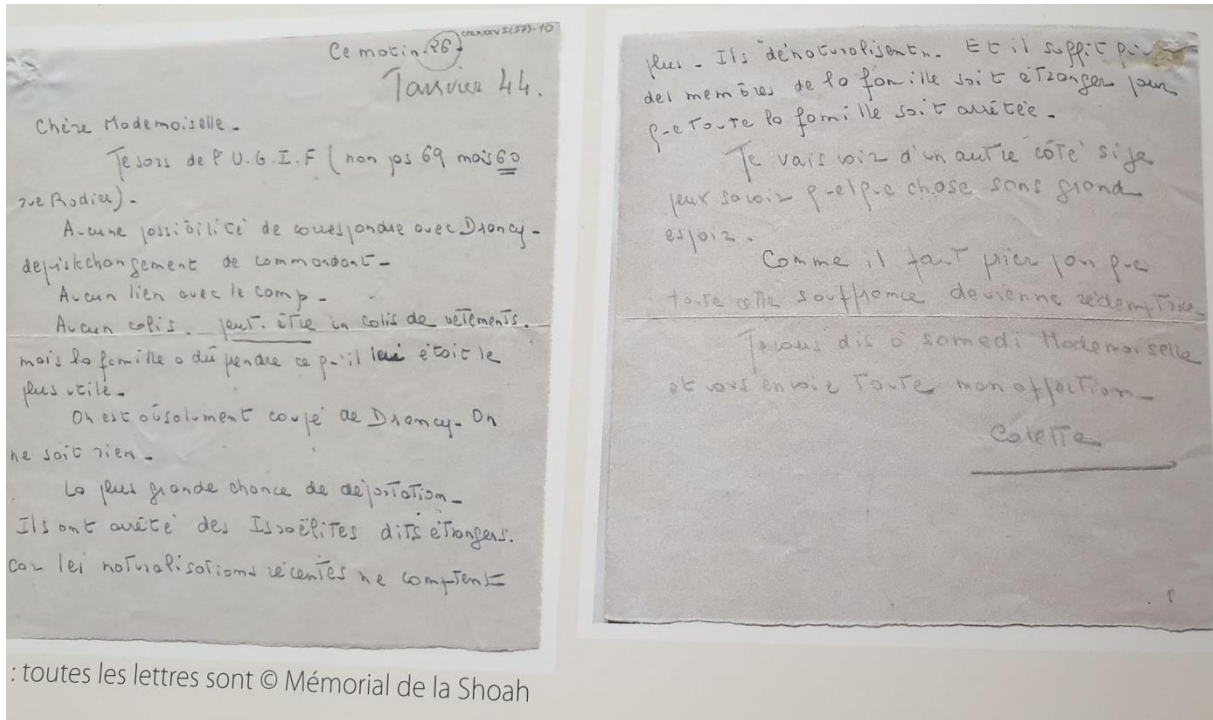 Ce matin 26
Janvier 44.
Chère Mademoiselle.
Je sors de l'U.G.I.F (non pas 69 mais 60
rue Rodier) -
Aucune possibilité de correspondre avec Drancy -
depuis le changement de commandant -
Aucun lien avec le camp -
Aucun colis. peut-être un colis de vêtements.
mais la famille a dû prendre ce qu'il leur était le
plus utile -
On est absolument coupé de Drancy - On
ne sait rien -
La plus grande chance de déportation -
Ils ont arrêté des Israëlites dits étrangers.
car les naturalisations récentes ne comptent
plus - Ils "dénaturalisent". Et il suffit
des membres de la famille soit étranger pour
que toute la famille soit arrêtée -
Je vais voir d'un autre côté si je
peux savoir quelque chose sans grand
espoir.
Comme il faut prier pour que
toute cette souffrance devienne rédemptrice
Je vous dis à samedi Mademoiselle
et vous envoie toute mon affection -
Colette
: toutes les lettres sont © Mémorial de la Shoah